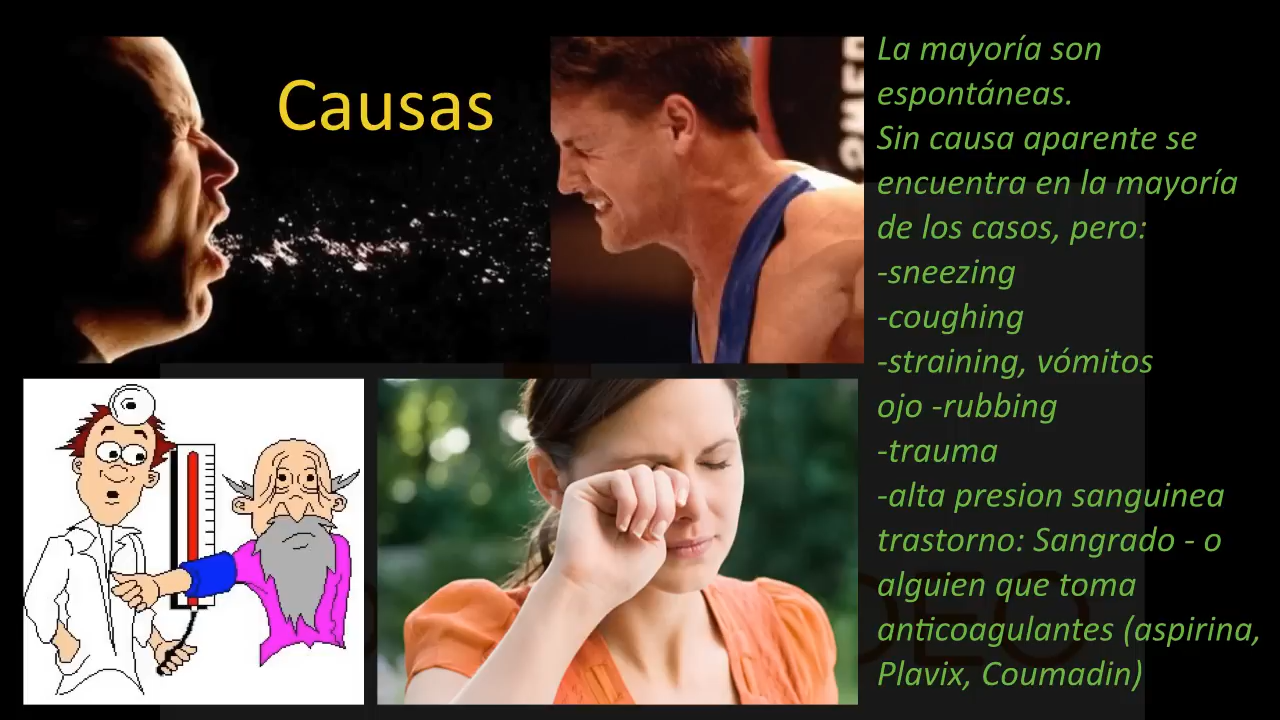 Causas
La mayoría son
espontáneas.
Sin causa aparente se
encuentra en la mayoría
de los casos, pero:
-sneezing
-coughing
-straining, vómitos
ojo -rubbing
-trauma
-alta presion sanguinea
trastorno: Sangrado - o
alguien que toma
anticoagulantes (aspirina,
Plavix, Coumadin)